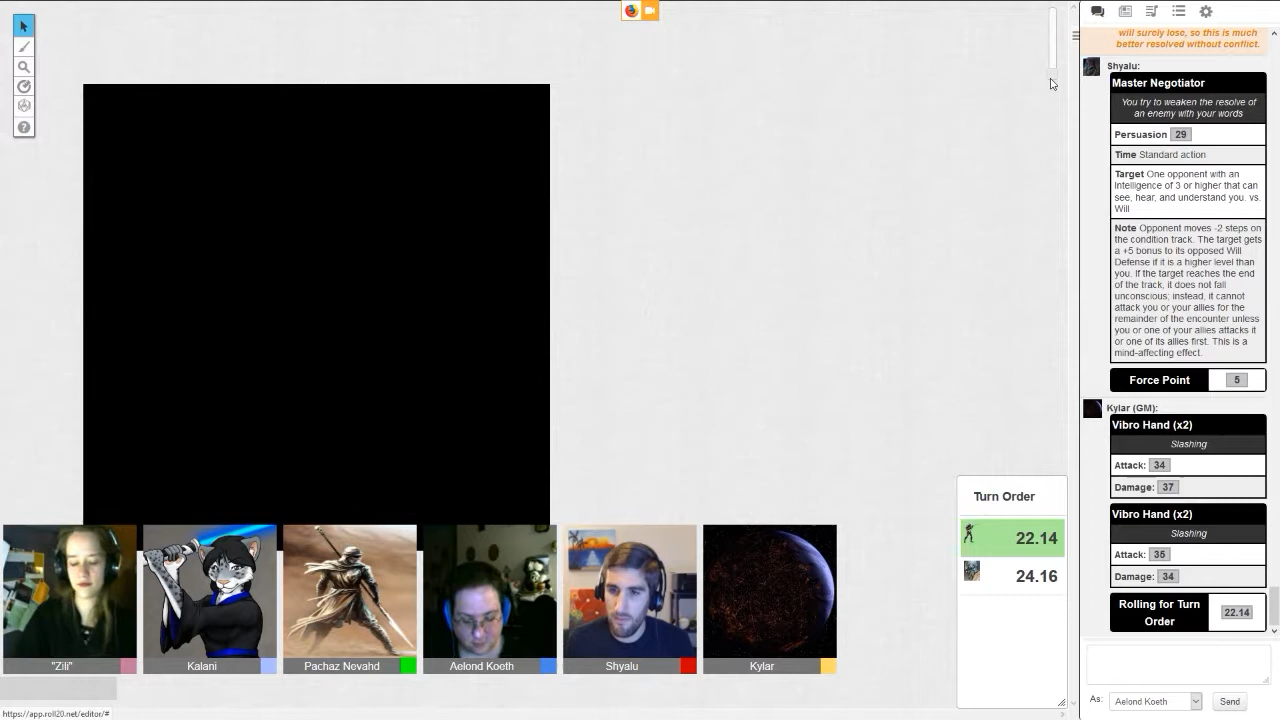 will surely lose, so this is much
better resolved without conflict.
Shyalu:
Master Negotiator
You try to weaken the resolve of
an enemy with your words
Persuasion 29
Time Standard action
Target One opponent with an
Intelligence of 3 or higher that can
see, hear, and understand you. vs.
Will
Note Opponent moves -2 steps on
the condition track. The target gets
a +5 bonus to its opposed Will
Defense if it is a higher level than
you. If the target reaches the end
of the track, it does not fall
unconscious; instead, it cannot
attack you or your allies for the
remainder of the encounter unless
you or one of your allies attacks it
or one of its allies first. This is a
mind-affecting effect.
Force Point 5
Kylar (GM):
Vibro Hand (x2)
Slashing
Attack: 34
Damage: 37
Vibro Hand (x2)
Slashing
Attack: 35
Damage: 34
Rolling for Turn
Order 22.14
As: Aelond Koeth Send
Turn Order
22.14
24.16
"Zili"
Kalani
Pachaz Nevahd
Aelond Koeth
Shyalu
Kylar
https://app.roll20.net/editor/#